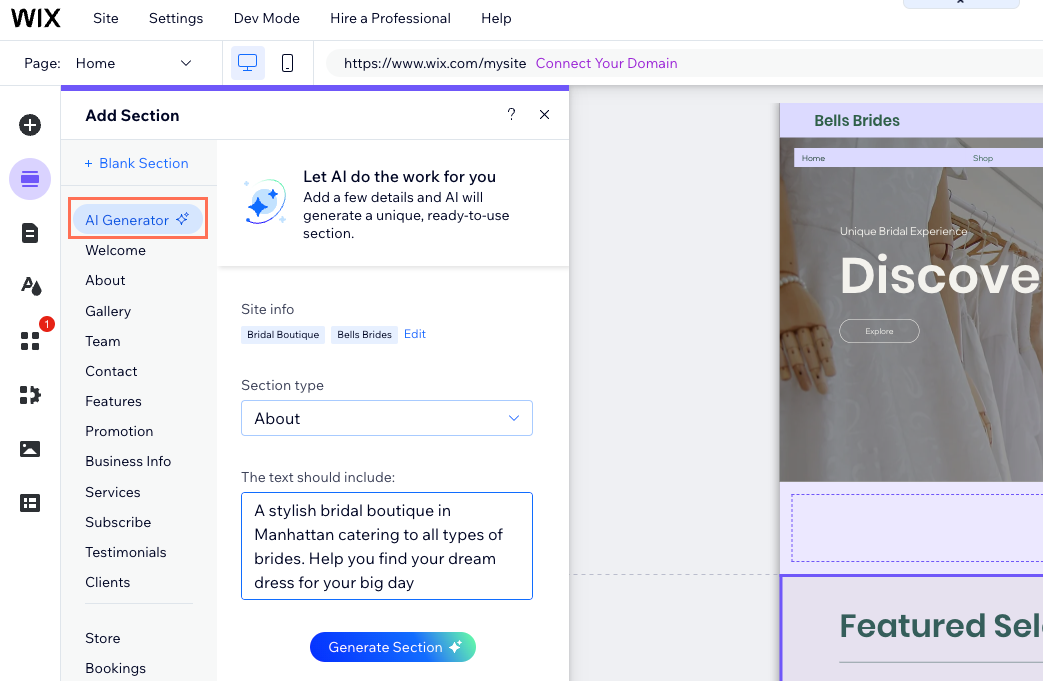 WIX Site Settings Dev Mode Hire a Professional Help
Page: Home https://www.wix.com/mysite Connect Your Domain
Add Section ? ×
+ Blank Section
AI Generator
Welcome
About
Gallery
Team
Contact
Features
Promotion
Business Info
Services
Subscribe
Testimonials
Clients
Store
Bookings
1
Let AI do the work for you
Add a few details and AI will
generate a unique, ready-to-use
section.
Site info
Bridal Boutique Bells Brides Edit
Section type
About
The text should include:
A stylish bridal boutique in
Manhattan catering to all types of
brides. Help you find your dream
dress for your big day
Generate Section
Bells Brides
Home Shop
Unique Bridal Experience
Discove
Explore
Featured Sel